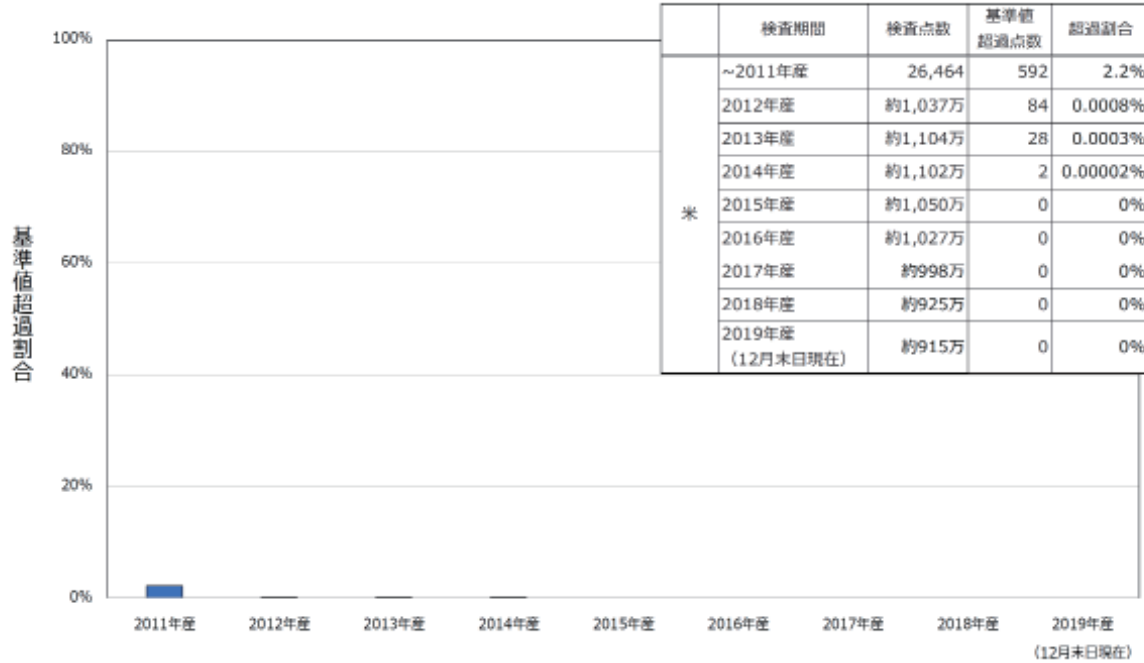 検査期間 検査点数 基準値超過点数 超過割合
米
~2011年産 26,464 592 2.2%
2012年産 約1,037万 84 0.0008%
2013年産 約1,104万 28 0.0003%
2014年産 約1,102万 2 0.00002%
2015年産 約1,050万 0 0%
2016年産 約1,027万 0 0%
2017年産 約998万 0 0%
2018年産 約925万 0 0%
2019年産
（12月末日現在） 約915万 0 0%
基準値超過割合
100%
80%
60%
40%
20%
0%
2011年産 2012年産 2013年産 2014年産 2015年産 2016年産 2017年産 2018年産 2019年産
（12月末日現在）